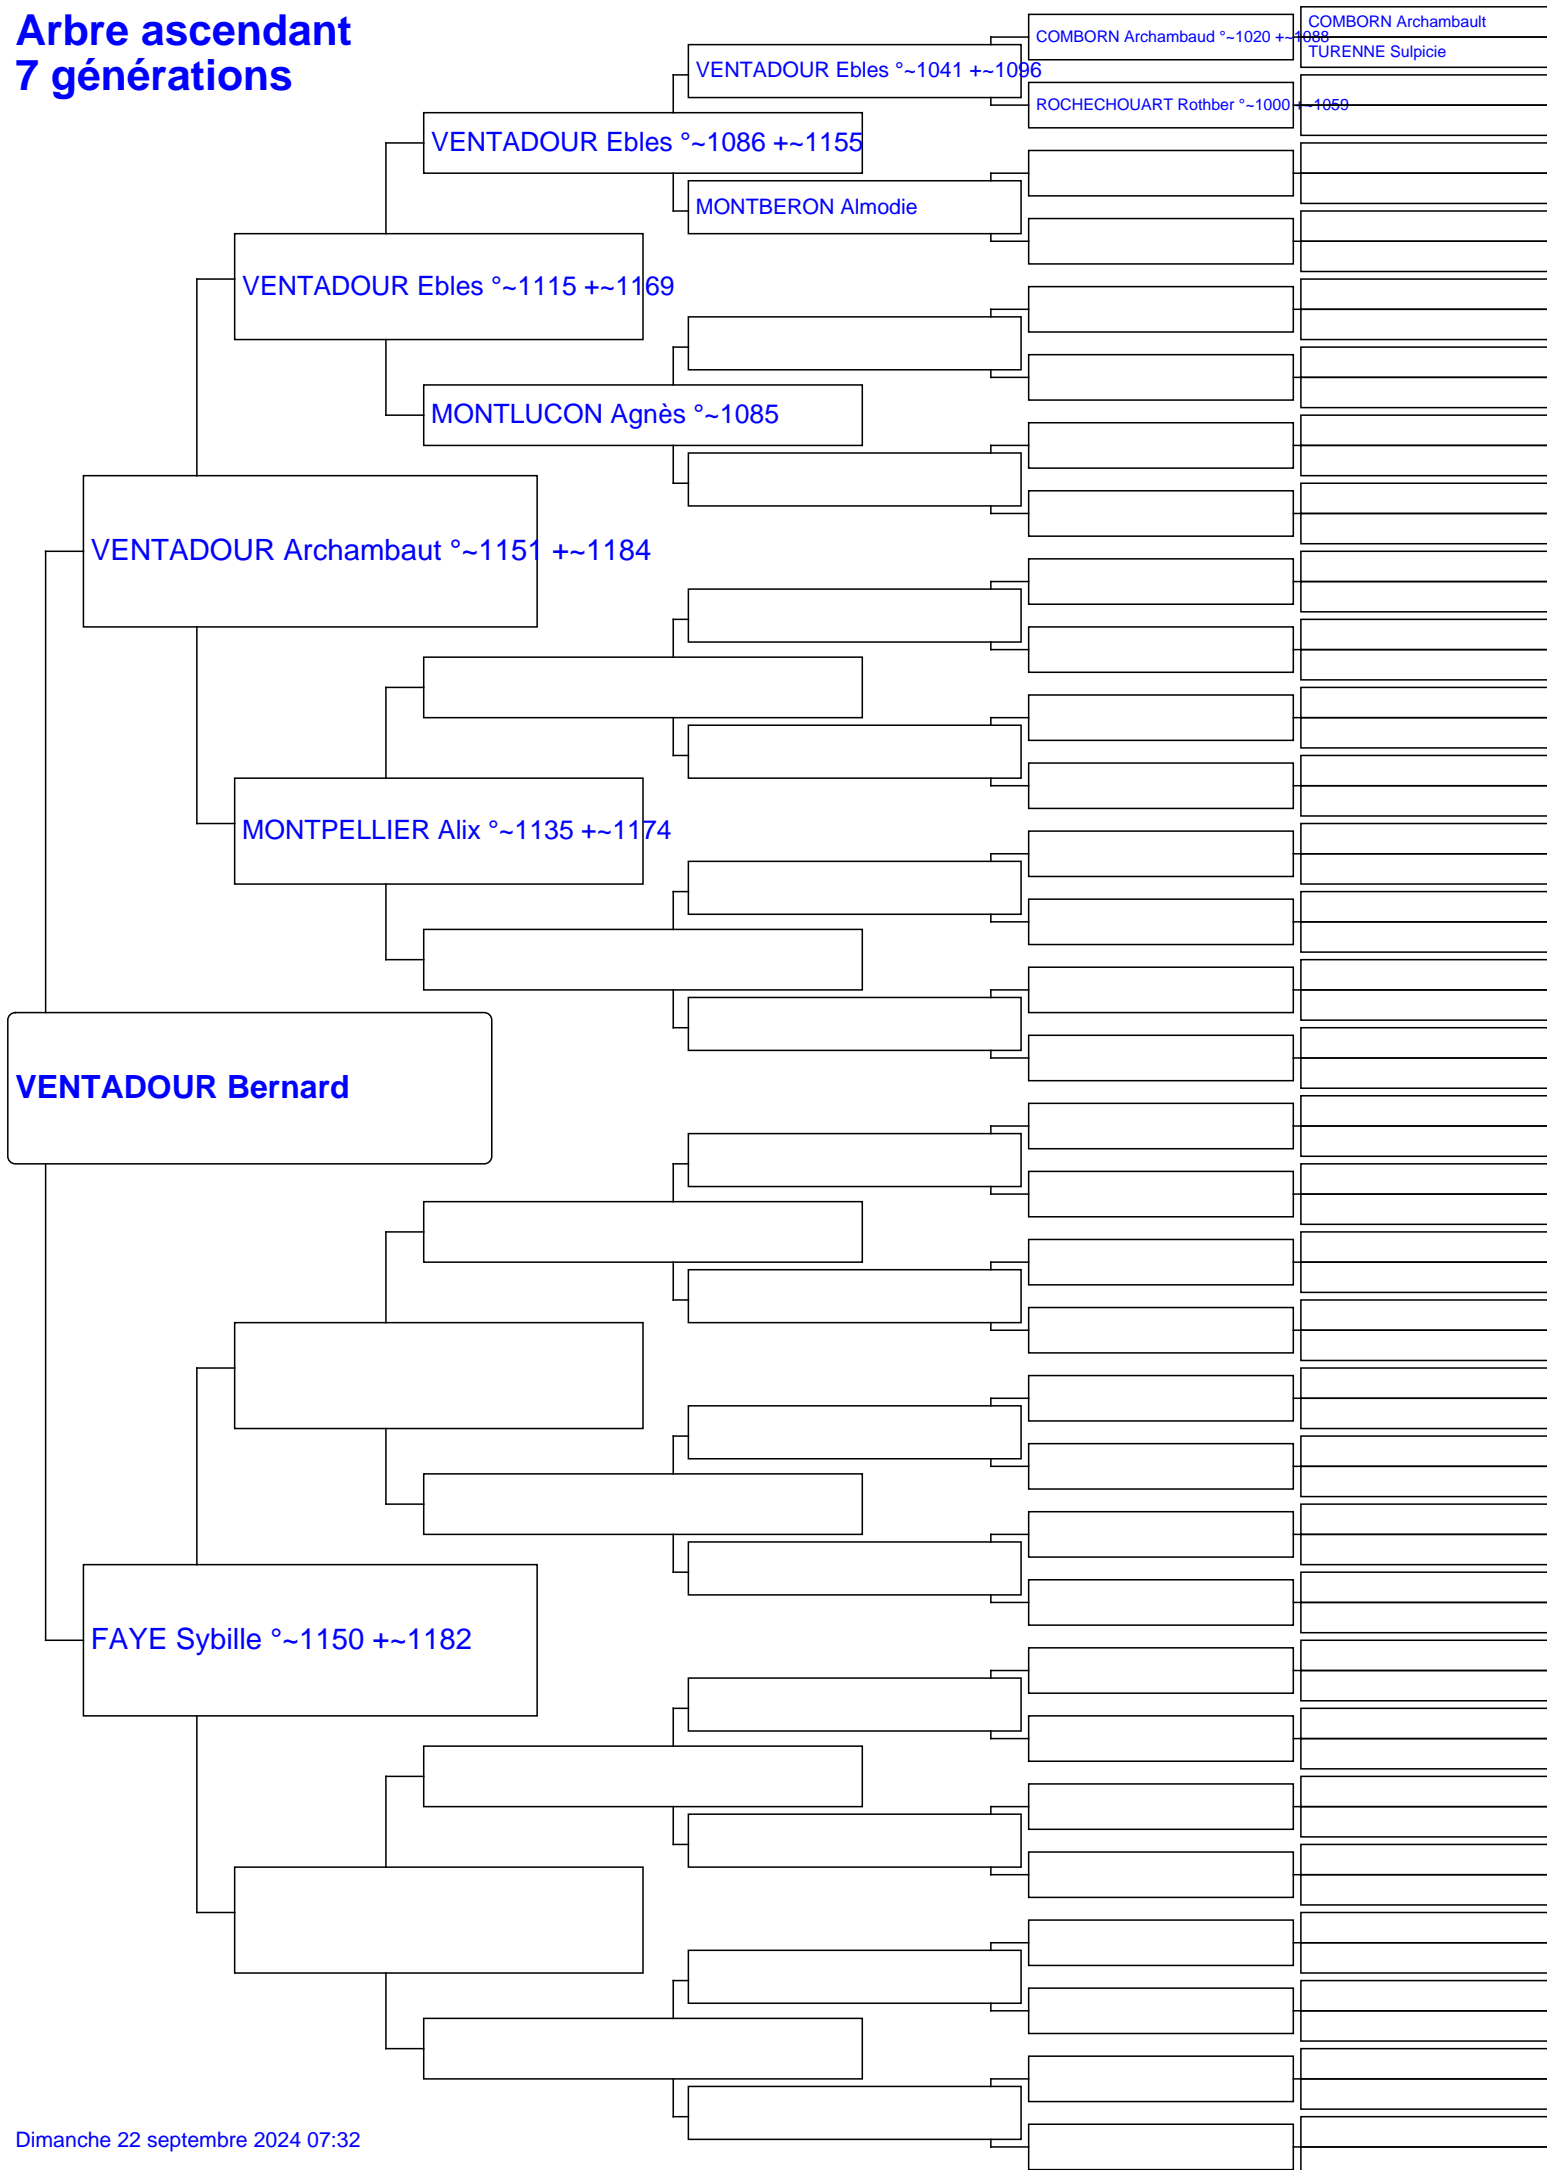 Arbre ascendant
7 générations
COMBORN Archambault
COMBORN Archambaud °~1020 +~1088
TURENNE Sulpicie
VENTADOUR Ebles °~1041 +~1096
ROCHECHOUART Rothber °~1000 +~1059
VENTADOUR Ebles °~1086 +~1155
MONTBERON Almodie
VENTADOUR Ebles °~1115 +~1169
MONTLUCON Agnès °~1085
VENTADOUR Archambaut °~1151 +~1184
MONTPELLIER Alix °~1135 +~1174
VENTADOUR Bernard
FAYE Sybille °~1150 +~1182
Dimanche 22 septembre 2024 07:32